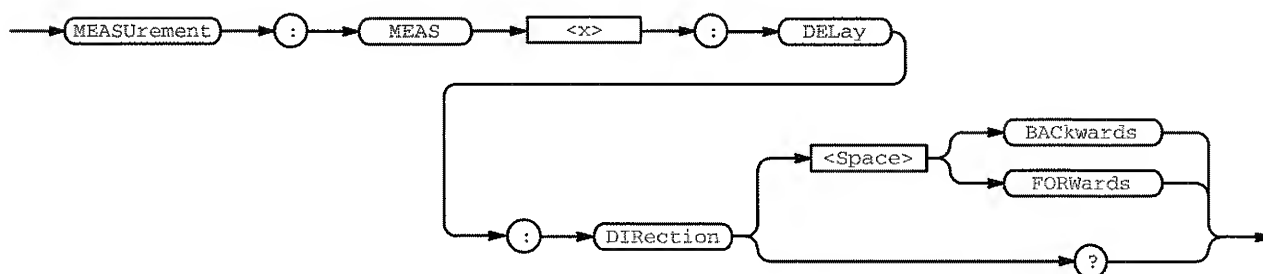 MEASUrement : MEAS <x> : DELay
BACkwards
<Space>
FORWards
: DIRection
?